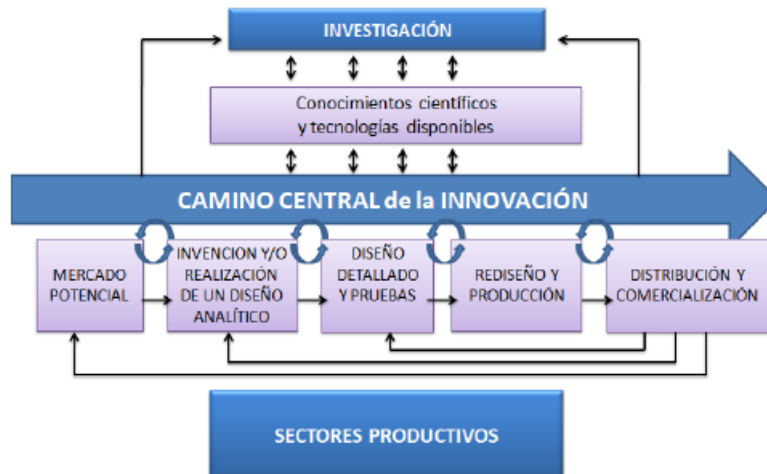 INVESTIGACIÓN
Conocimientos científicos
y tecnologías disponibles
CAMINO CENTRAL de la INNOVACIÓN
MERCADO
POTENCIAL
INVENCION Y/O
REALIZACIÓN
DE UN DISEÑO
ANALÍTICO
DISEÑO
DETALLADO
Y PRUEBAS
REDISEÑO Y
PRODUCCIÓN
DISTRIBUCIÓN Y
COMERCIALIZACIÓN
SECTORES PRODUCTIVOS